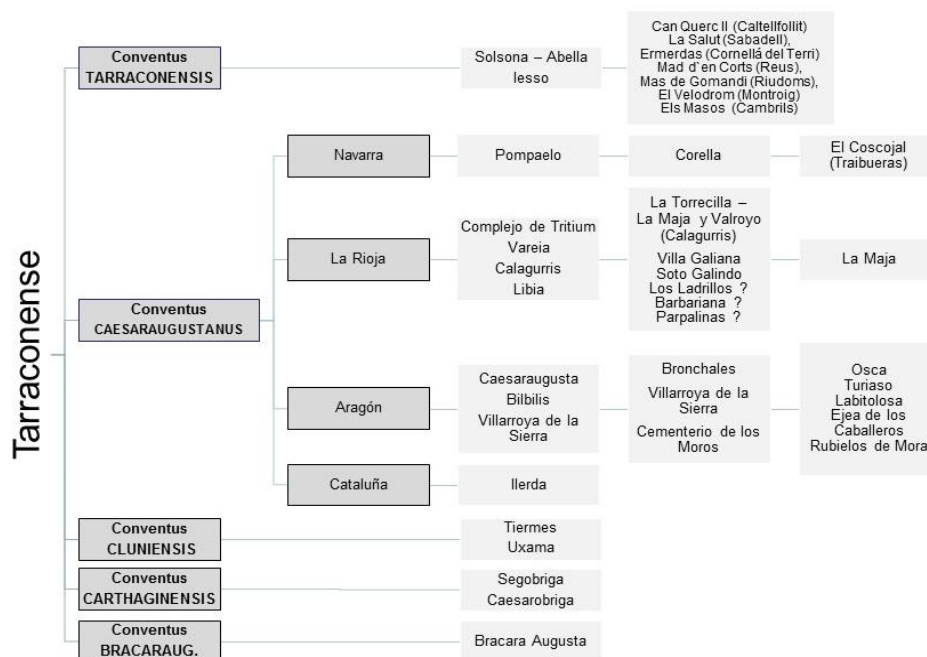 Tarraconense
Conventus
TARRACONENSIS
Solsona – Abella
Iesso
Can Querc II (Caltellfollit)
La Salut (Sabadell),
Ermerdas (Cornellá del Terri)
Mad d`en Corts (Reus),
Mas de Gomandi (Riudoms),
El Velodrom (Montroig)
Els Masos (Cambrils)
Conventus
CAESARAUGUSTANUS
Navarra
Pompaelo
Corella
El Coscojal
(Traibueras)
La Rioja
Complejo de Tritium
Vareia
Calagurris
Libia
La Torrecilla –
La Maja y Valroyo
(Calagurris)
Villa Galiana
Soto Galindo
Los Ladrillos ?
Barbariana ?
Parpalinas ?
La Maja
Aragón
Caesaraugusta
Bilbilis
Villarroya de la
Sierra
Bronchales
Villarroya de la
Sierra
Cementerio de los
Moros
Osca
Turiaso
Labitolosa
Ejea de los
Caballeros
Rubielos de Mora
Cataluña
Ilerda
Conventus
CLUNIENSIS
Tiermes
Uxama
Conventus
CARTHAGINENSIS
Segobriga
Caesarobriga
Conventus
BRACARAUG.
Bracara Augusta